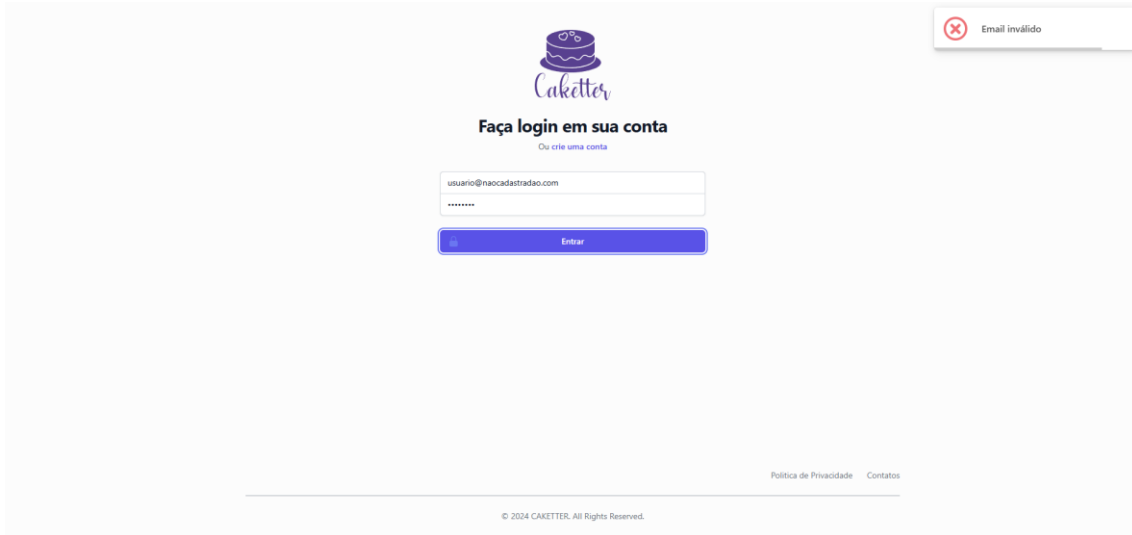 Email inválido
Caketter
Faça login em sua conta
Ou crie uma conta
usuario@naocadastradao.com
••••••••
Entrar
Política de Privacidade Contatos
© 2024 CAKETTER. All Rights Reserved.